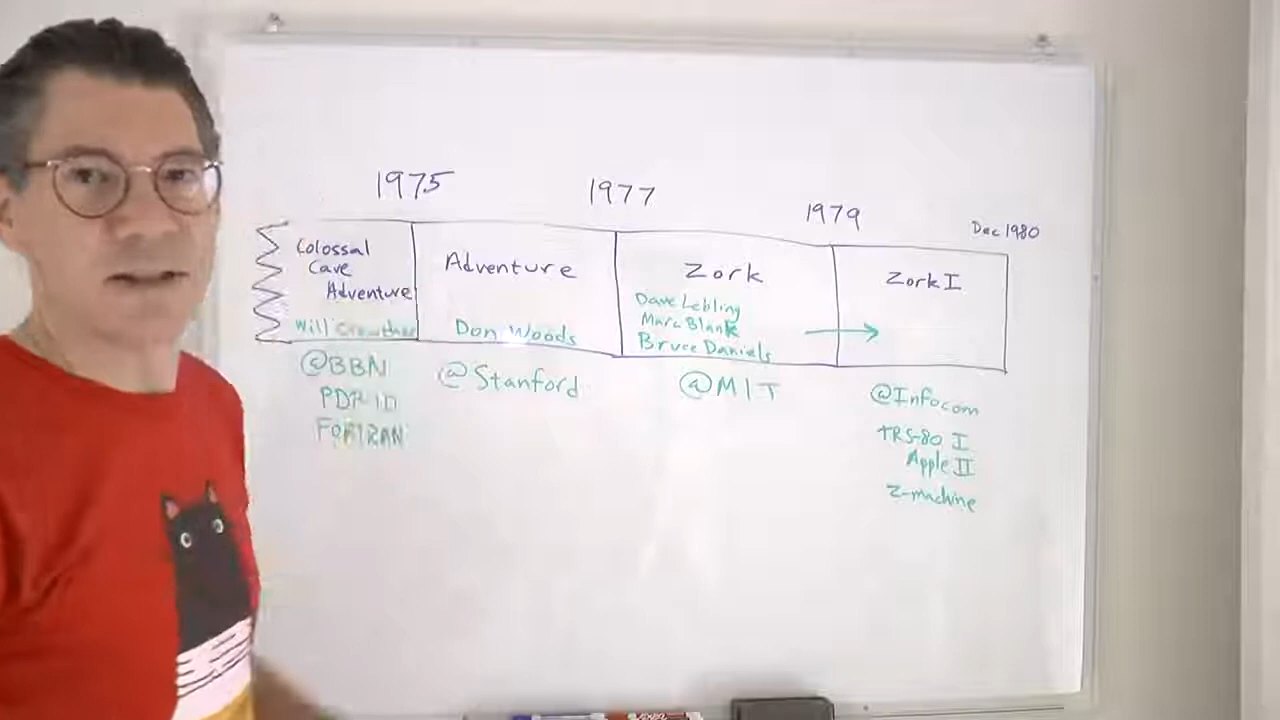 1975
1977
1979
Dec 1980
Colossal
Cave
Adventure
Will Crowther
@BBN
PDP-10
FORTRAN
Adventure
Don Woods
@Stanford
Zork
Dave Lebling
Marc Blank
Bruce Daniels
@MIT
Zork I
@Infocom
TRS-80 I
Apple II
Z-machine